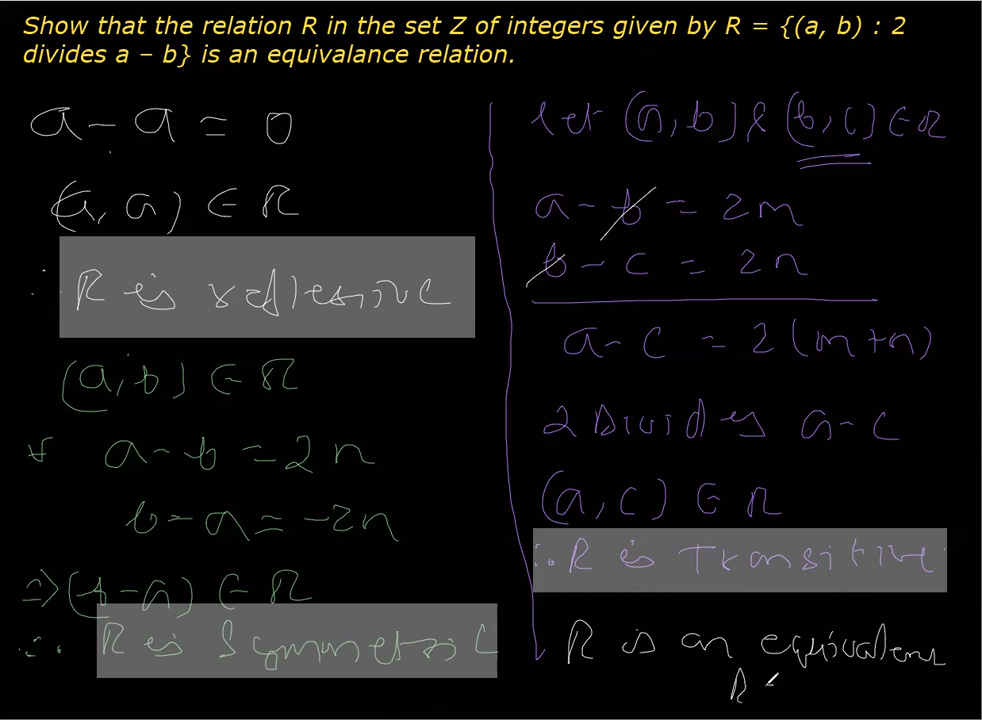 Show that the relation R in the set Z of integers given by R = {(a, b) : 2
divides a – b} is an equivalance relation.
a - a = 0
(a, a) ∈ R
∴ R is reflexive
(a, b) ∈ R
a - b = 2n
b - a = -2n
=> (b - a) ∈ R
∴ R is Symmetric
let (a, b) & (b, c) ∈ R
a - b = 2m
b - c = 2n
a - c = 2(m+n)
2 Divides a - c
(a, c) ∈ R
∴ R is Transitive
R is an equivalent
R